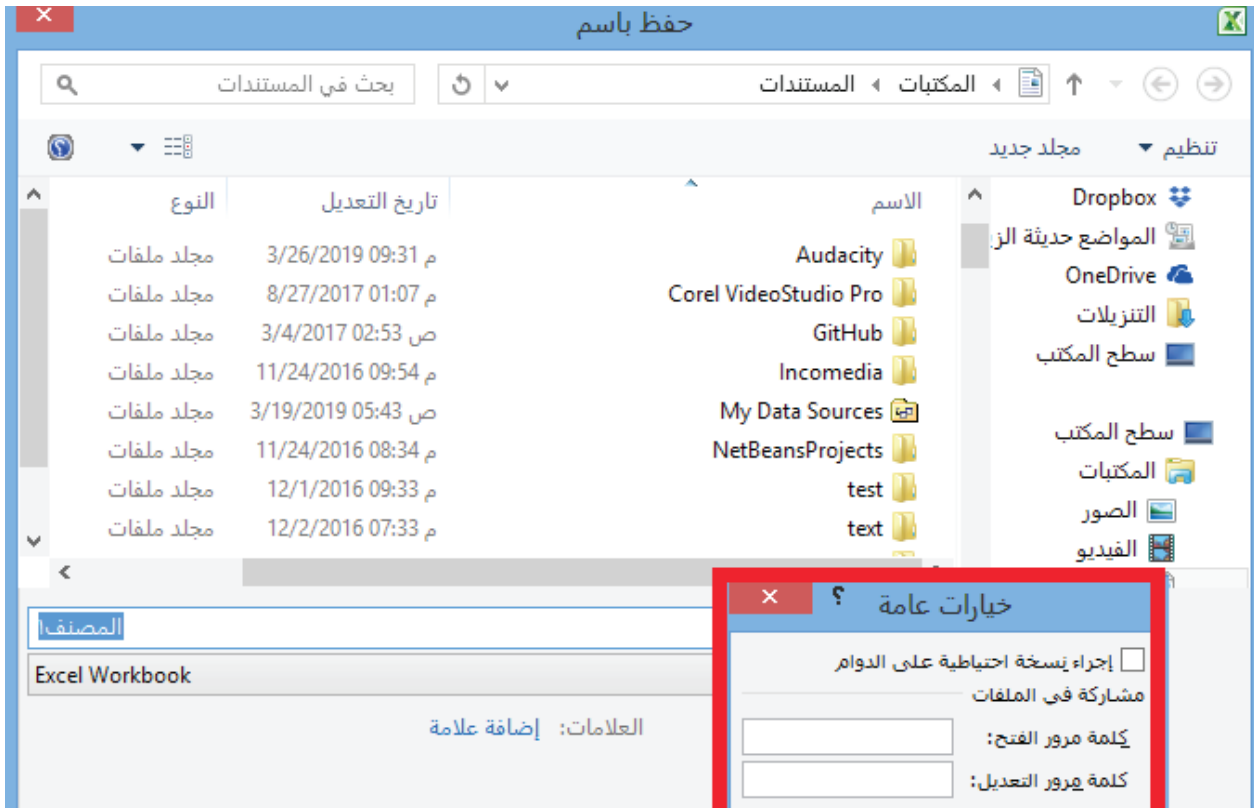 حفظ باسم
المكتبات المستندات
بحث في المستندات
تنظيم مجلد جديد
Dropbox
المواضع حديثة الز
OneDrive
التنزيلات
سطح المكتب
سطح المكتب
المكتبات
الصور
الفيديو
الاسم تاريخ التعديل النوع
Audacity 3/26/2019 09:31 م مجلد ملفات
Corel VideoStudio Pro 8/27/2017 01:07 م مجلد ملفات
GitHub 3/4/2017 02:53 ص مجلد ملفات
Incomedia 11/24/2016 09:54 م مجلد ملفات
My Data Sources 3/19/2019 05:43 ص مجلد ملفات
NetBeansProjects 11/24/2016 08:34 م مجلد ملفات
test 12/1/2016 09:33 م مجلد ملفات
text 12/2/2016 07:33 م مجلد ملفات
المصنف1
Excel Workbook
العلامات: إضافة علامة
خيارات عامة ؟
إجراء نسخة احتياطية على الدوام
مشاركة في الملفات
كلمة مرور الفتح:
كلمة مرور التعديل: